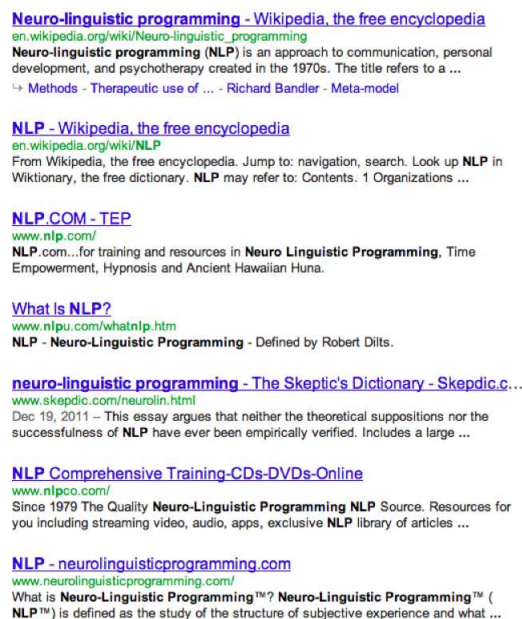 Neuro-linguistic programming - Wikipedia, the free encyclopedia
en.wikipedia.org/wiki/Neuro-linguistic_programming
Neuro-linguistic programming (NLP) is an approach to communication, personal
development, and psychotherapy created in the 1970s. The title refers to a ...
↪ Methods - Therapeutic use of ... - Richard Bandler - Meta-model
NLP - Wikipedia, the free encyclopedia
en.wikipedia.org/wiki/NLP
From Wikipedia, the free encyclopedia. Jump to: navigation, search. Look up NLP in
Wiktionary, the free dictionary. NLP may refer to: Contents. 1 Organizations ...
NLP.COM - TEP
www.nlp.com/
NLP.com...for training and resources in Neuro Linguistic Programming, Time
Empowerment, Hypnosis and Ancient Hawaiian Huna.
What Is NLP?
www.nlpu.com/whatnlp.htm
NLP - Neuro-Linguistic Programming - Defined by Robert Dilts.
neuro-linguistic programming - The Skeptic's Dictionary - Skepdic.c...
www.skepdic.com/neurolin.html
Dec 19, 2011 – This essay argues that neither the theoretical suppositions nor the
successfulness of NLP have ever been empirically verified. Includes a large ...
NLP Comprehensive Training-CDs-DVDs-Online
www.nlpco.com/
Since 1979 The Quality Neuro-Linguistic Programming NLP Source. Resources for
you including streaming video, audio, apps, exclusive NLP library of articles ...
NLP - neurolinguisticprogramming.com
www.neurolinguisticprogramming.com/
What is Neuro-Linguistic Programming™? Neuro-Linguistic Programming™ (
NLP™) is defined as the study of the structure of subjective experience and what ...